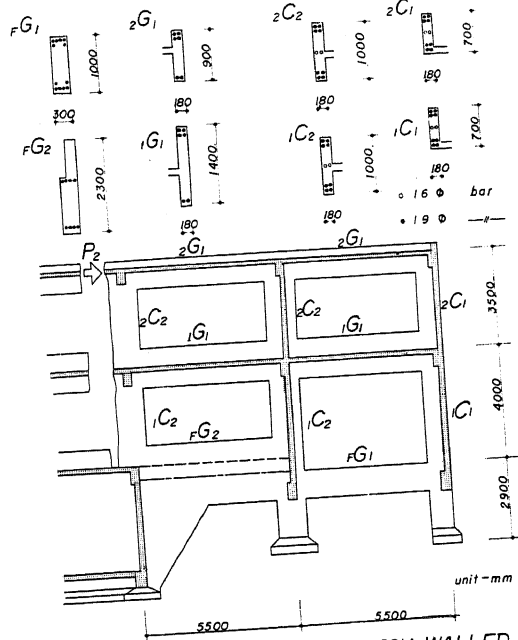 FG1
2G1
2C2
2C1
1000
900
1000
700
300
180
180
180
FG2
1G1
1C2
1C1
2300
1400
1000
700
180
180
180
○ 16 Φ bar
● 19 Φ —〃—
P2
2G1
2G1
2C2
1G1
2C2
1G1
2C1
3500
1C2
FG2
1C2
FG1
1C1
4000
2900
unit-mm
5500
5500